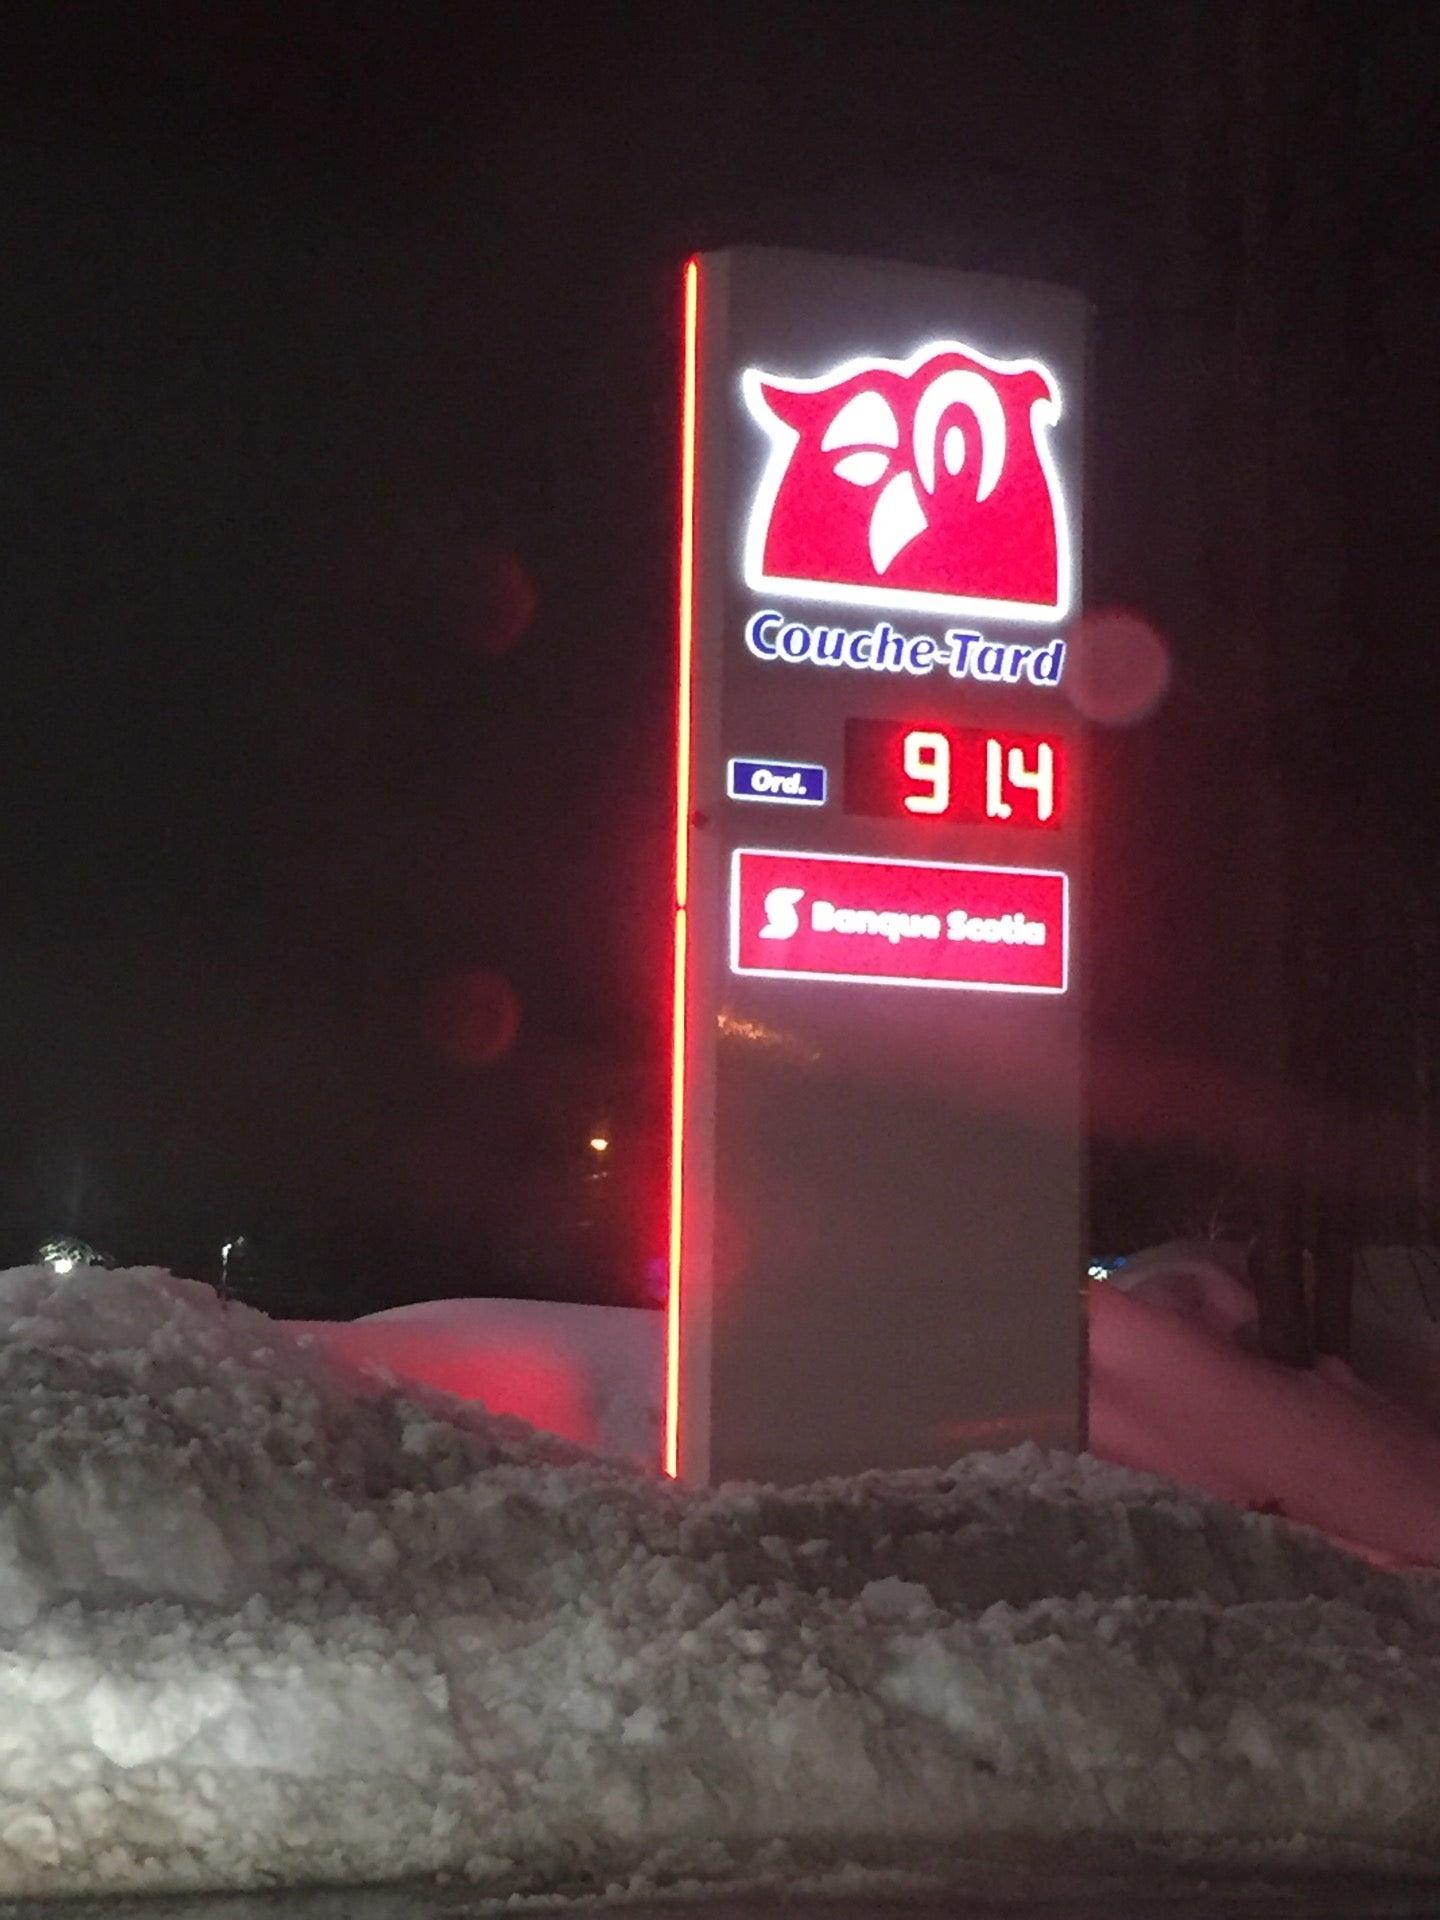 Couche-Tard
Ord. 91.4
Banque Scotia